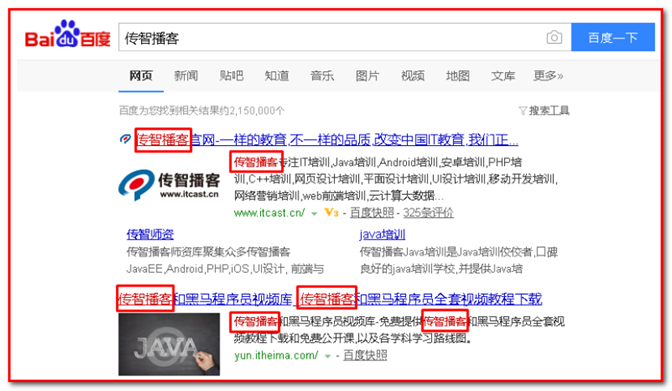 Bai du 百度 传智播客 百度一下
网页 新闻 贴吧 知道 音乐 图片 视频 地图 文库 更多»
百度为您找到相关结果约2,150,000个 搜索工具
传智播客官网-一样的教育,不一样的品质,改变中国IT教育,我们正...
传智播客专注IT培训,Java培训,Android培训,安卓培训,PHP培
训,C++培训,网页设计培训,平面设计培训,UI设计培训,移动开发培训,
网络营销培训,web前端培训,云计算大数据...
传智播客
www.itcast.cn
www.itcast.cn/ V3 - 百度快照 - 325条评价
传智师资
传智播客师资库聚集众多传智播客
JavaEE,Android,PHP,iOS,UI设计, 前端与
java培训
传智播客Java培训是Java培训佼佼者,口碑
良好的java培训学校,并提供Java培
传智播客和黑马程序员视频库, 传智播客和黑马程序员全套视频教程下载
传智播客和黑马程序员视频库-免费提供传智播客和黑马程序员全套视
频教程下载和免费公开课,以及各学科学习路线图。
JAVA
yun.itheima.com/ - 百度快照